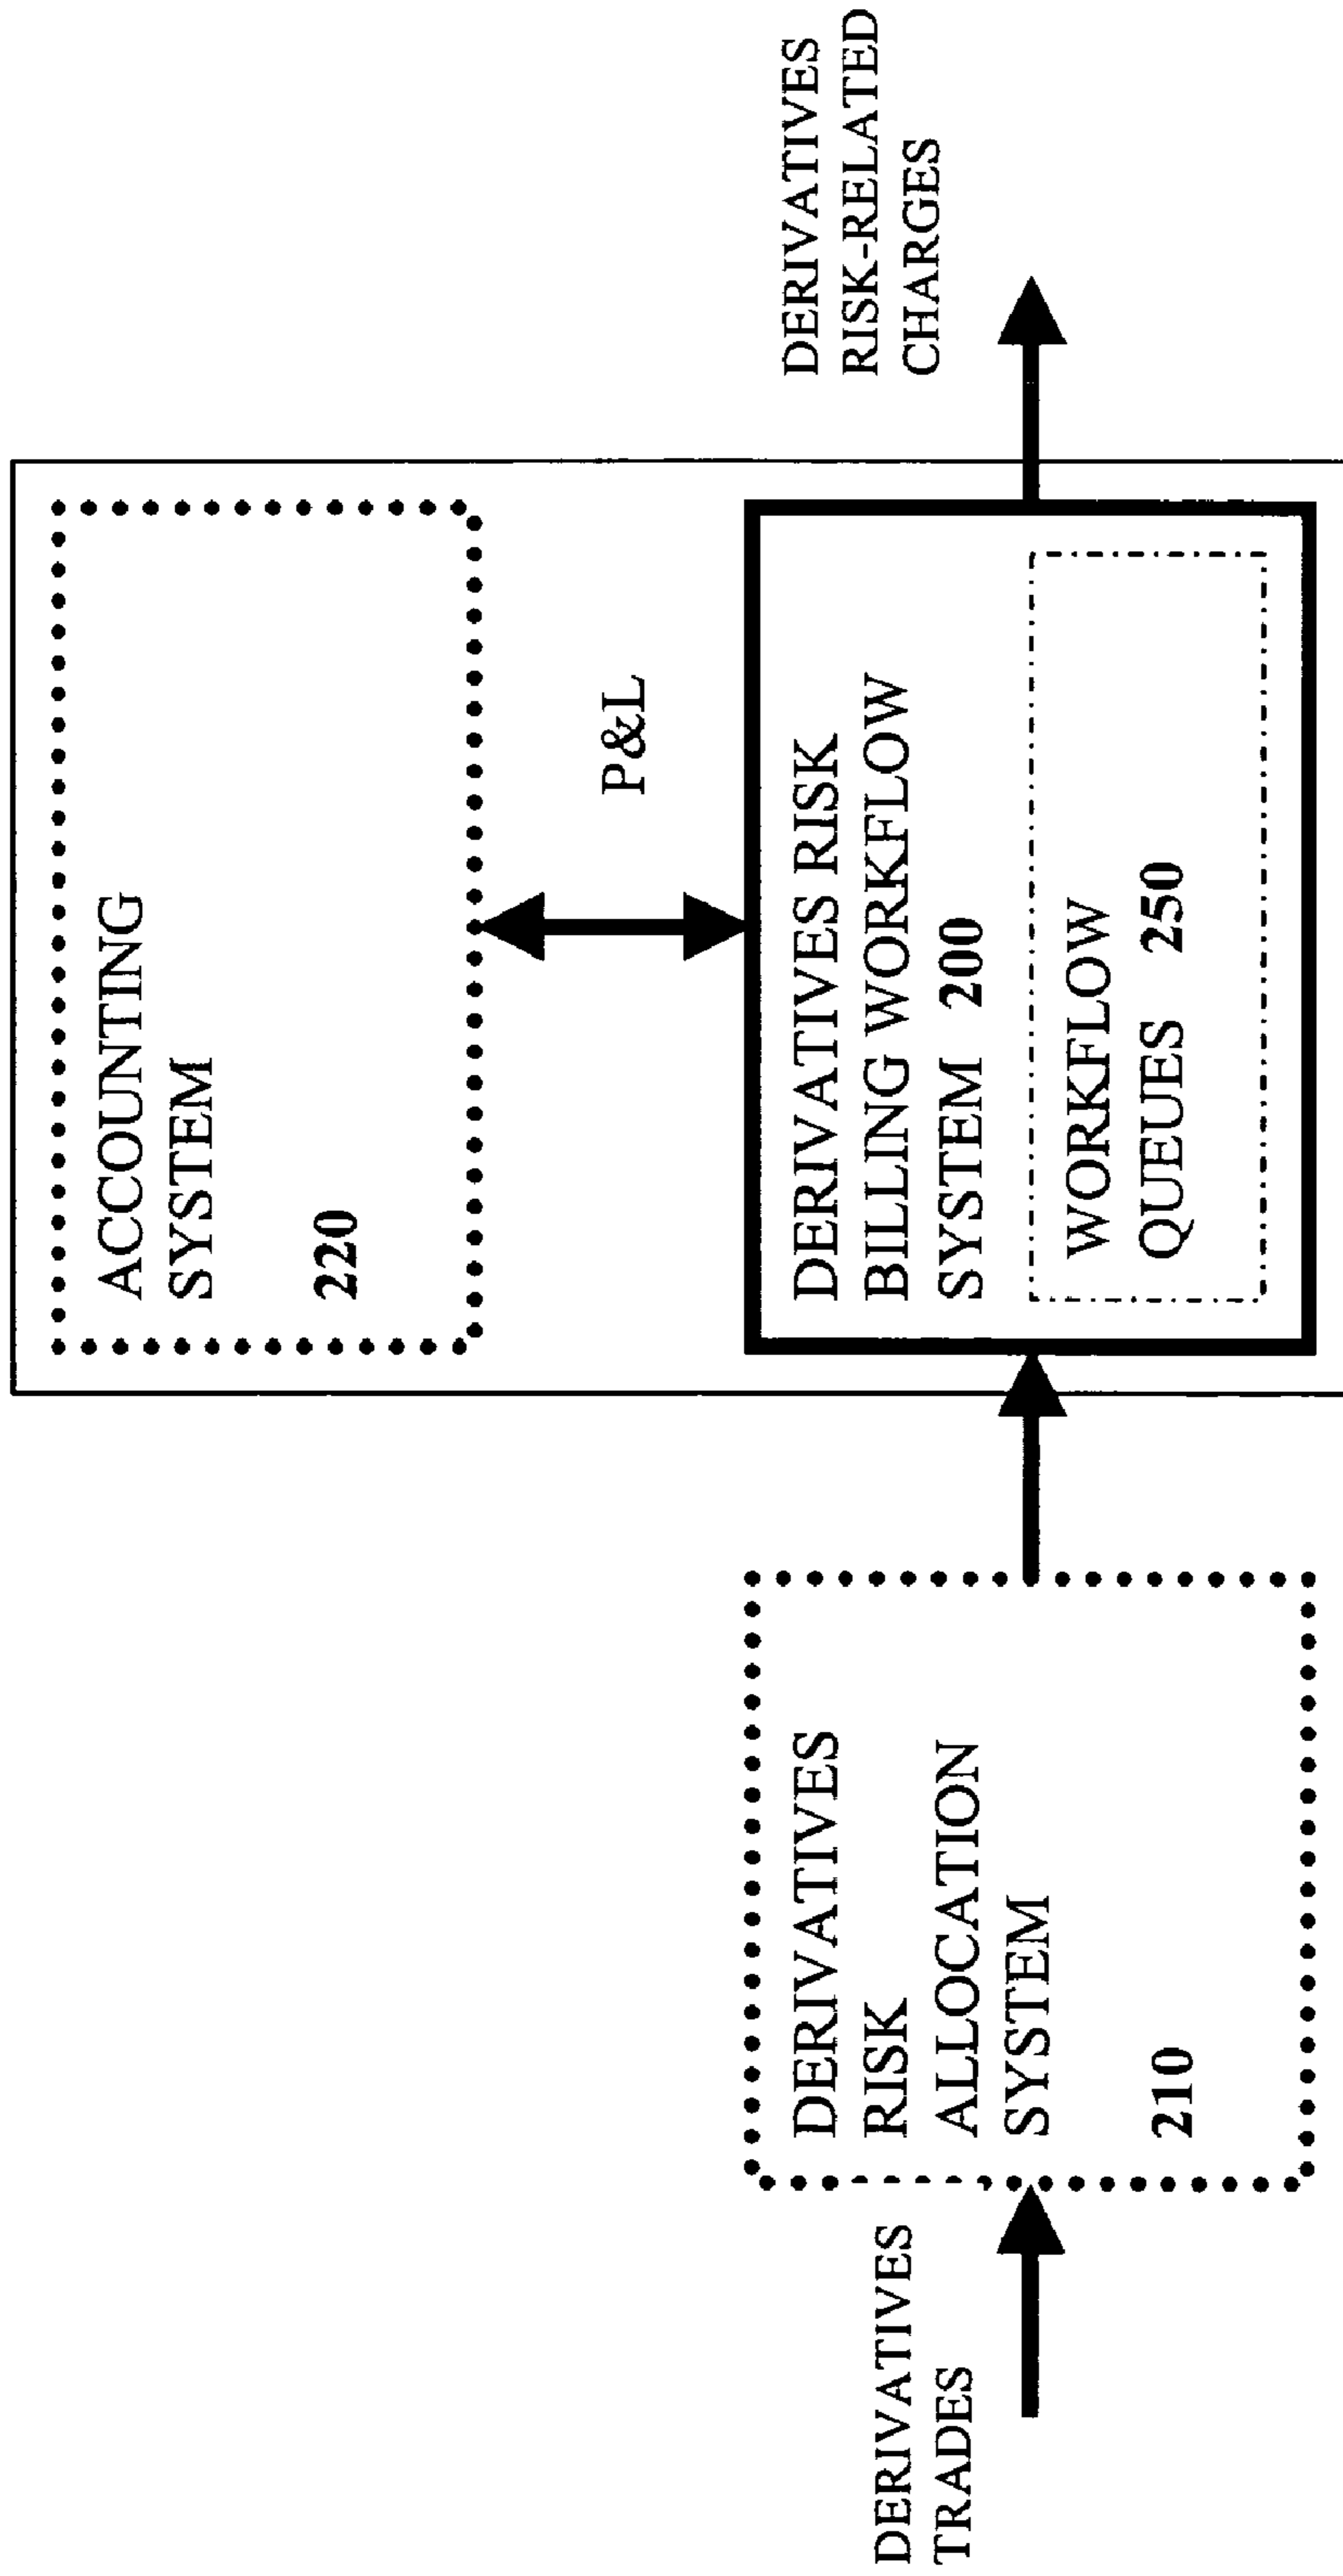 DERIVATIVES
TRADES
DERIVATIVES
RISK
ALLOCATION
SYSTEM
210
ACCOUNTING
SYSTEM
220
P&L
DERIVATIVES RISK
BILLING WORKFLOW
SYSTEM 200
WORKFLOW
QUEUES 250
DERIVATIVES
RISK-RELATED
CHARGES